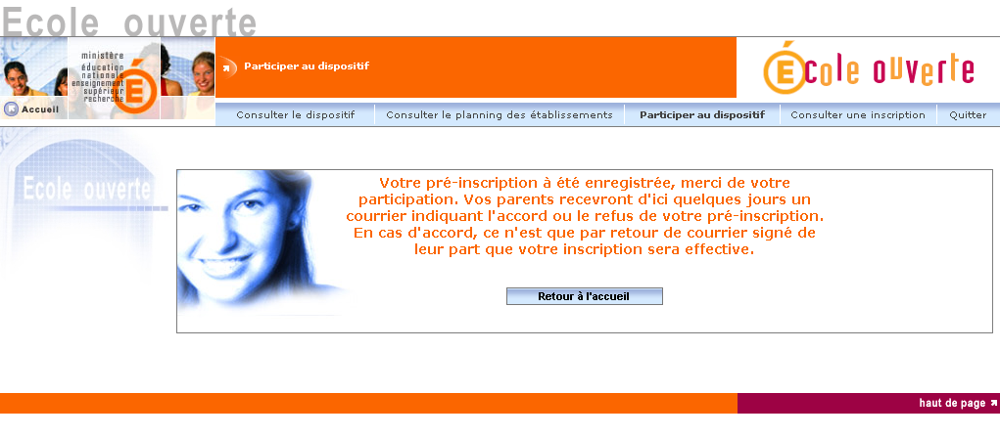 Ecole ouverte
ministère
éducation
nationale
enseignement
supérieur
recherche
É
Accueil
Participer au dispositif
École ouverte
Consulter le dispositif
Consulter le planning des établissements
Participer au dispositif
Consulter une inscription
Quitter
Ecole ouverte
Votre pré-inscription à été enregistrée, merci de votre
participation. Vos parents recevront d'ici quelques jours un
courrier indiquant l'accord ou le refus de votre pré-inscription.
En cas d'accord, ce n'est que par retour de courrier signé de
leur part que votre inscription sera effective.
Retour à l'accueil
haut de page